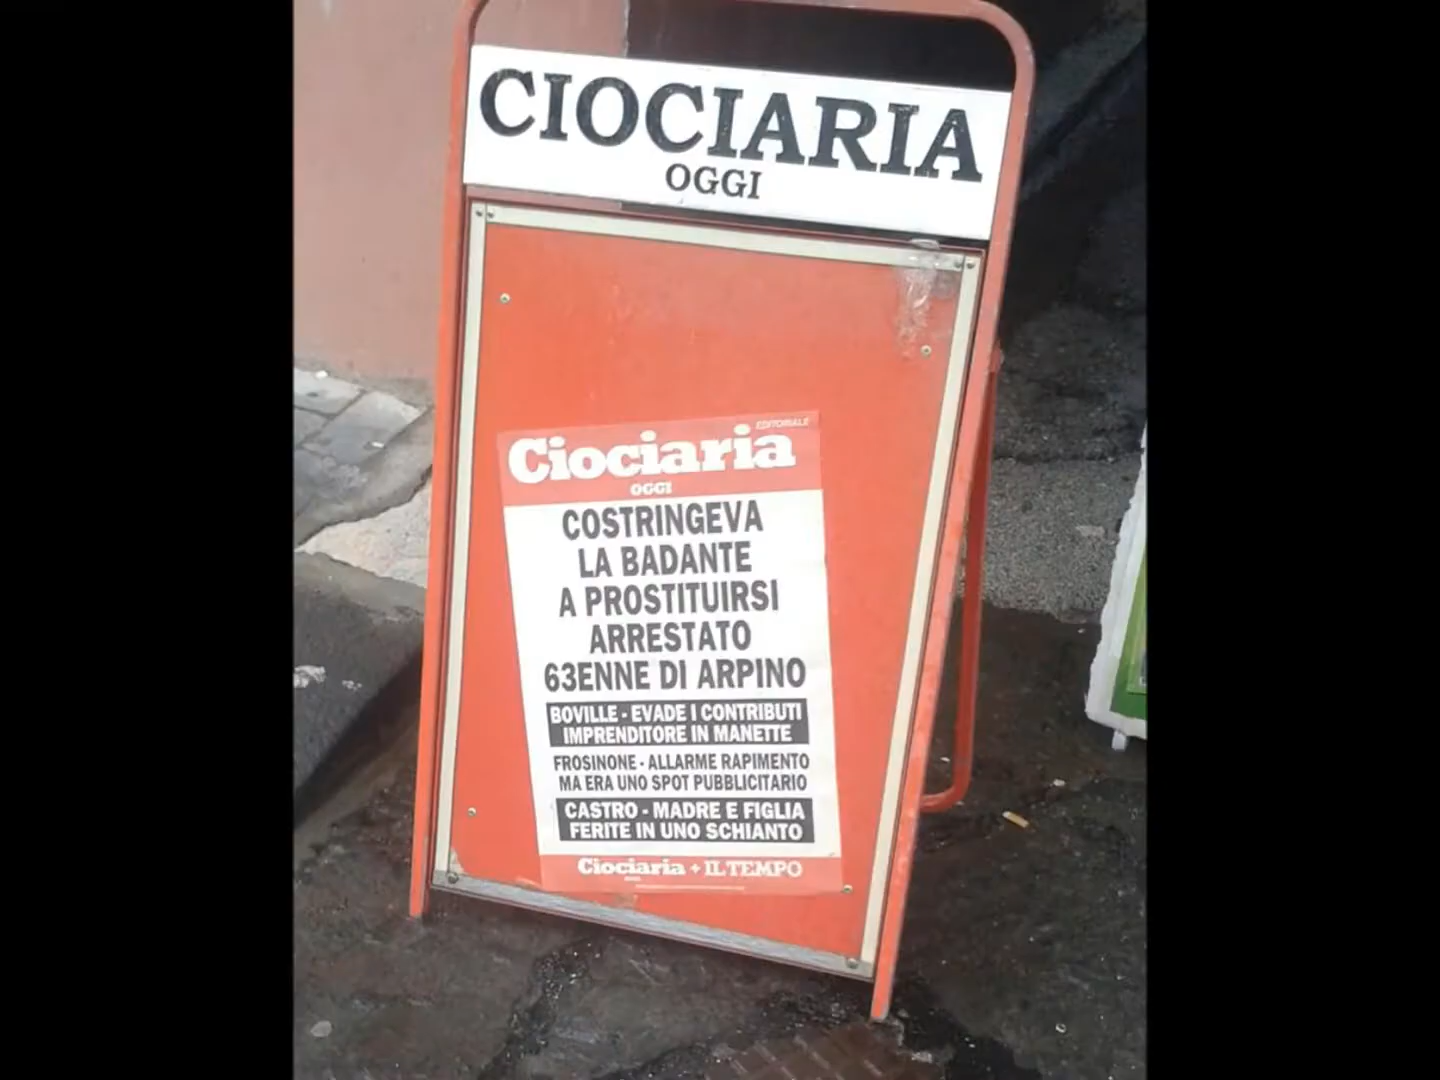 CIOCIARIA
OGGI
EDITORIALE
Ciociaria
OGGI
COSTRINGEVA
LA BADANTE
A PROSTITUIRSI
ARRESTATO
63ENNE DI ARPINO
BOVILLE - EVADE I CONTRIBUTI
IMPRENDITORE IN MANETTE
FROSINONE - ALLARME RAPIMENTO
MA ERA UNO SPOT PUBBLICITARIO
CASTRO - MADRE E FIGLIA
FERITE IN UNO SCHIANTO
Ciociaria + IL TEMPO